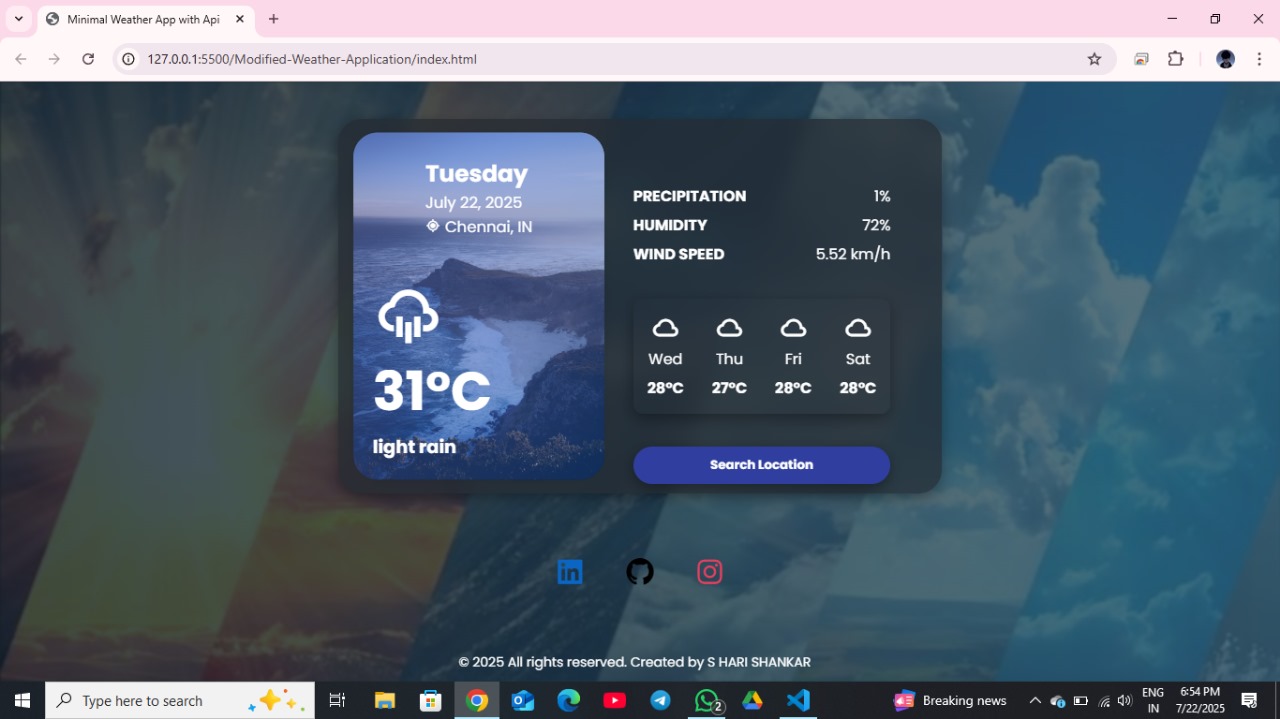 Minimal Weather App with Api
127.0.0.1:5500/Modified-Weather-Application/index.html
Tuesday
July 22, 2025
Chennai, IN
31°C
light rain
PRECIPITATION 1%
HUMIDITY 72%
WIND SPEED 5.52 km/h
Wed Thu Fri Sat
28°C 27°C 28°C 28°C
Search Location
© 2025 All rights reserved. Created by S HARI SHANKAR
Type here to search
2
Breaking news
ENG
IN
6:54 PM
7/22/2025